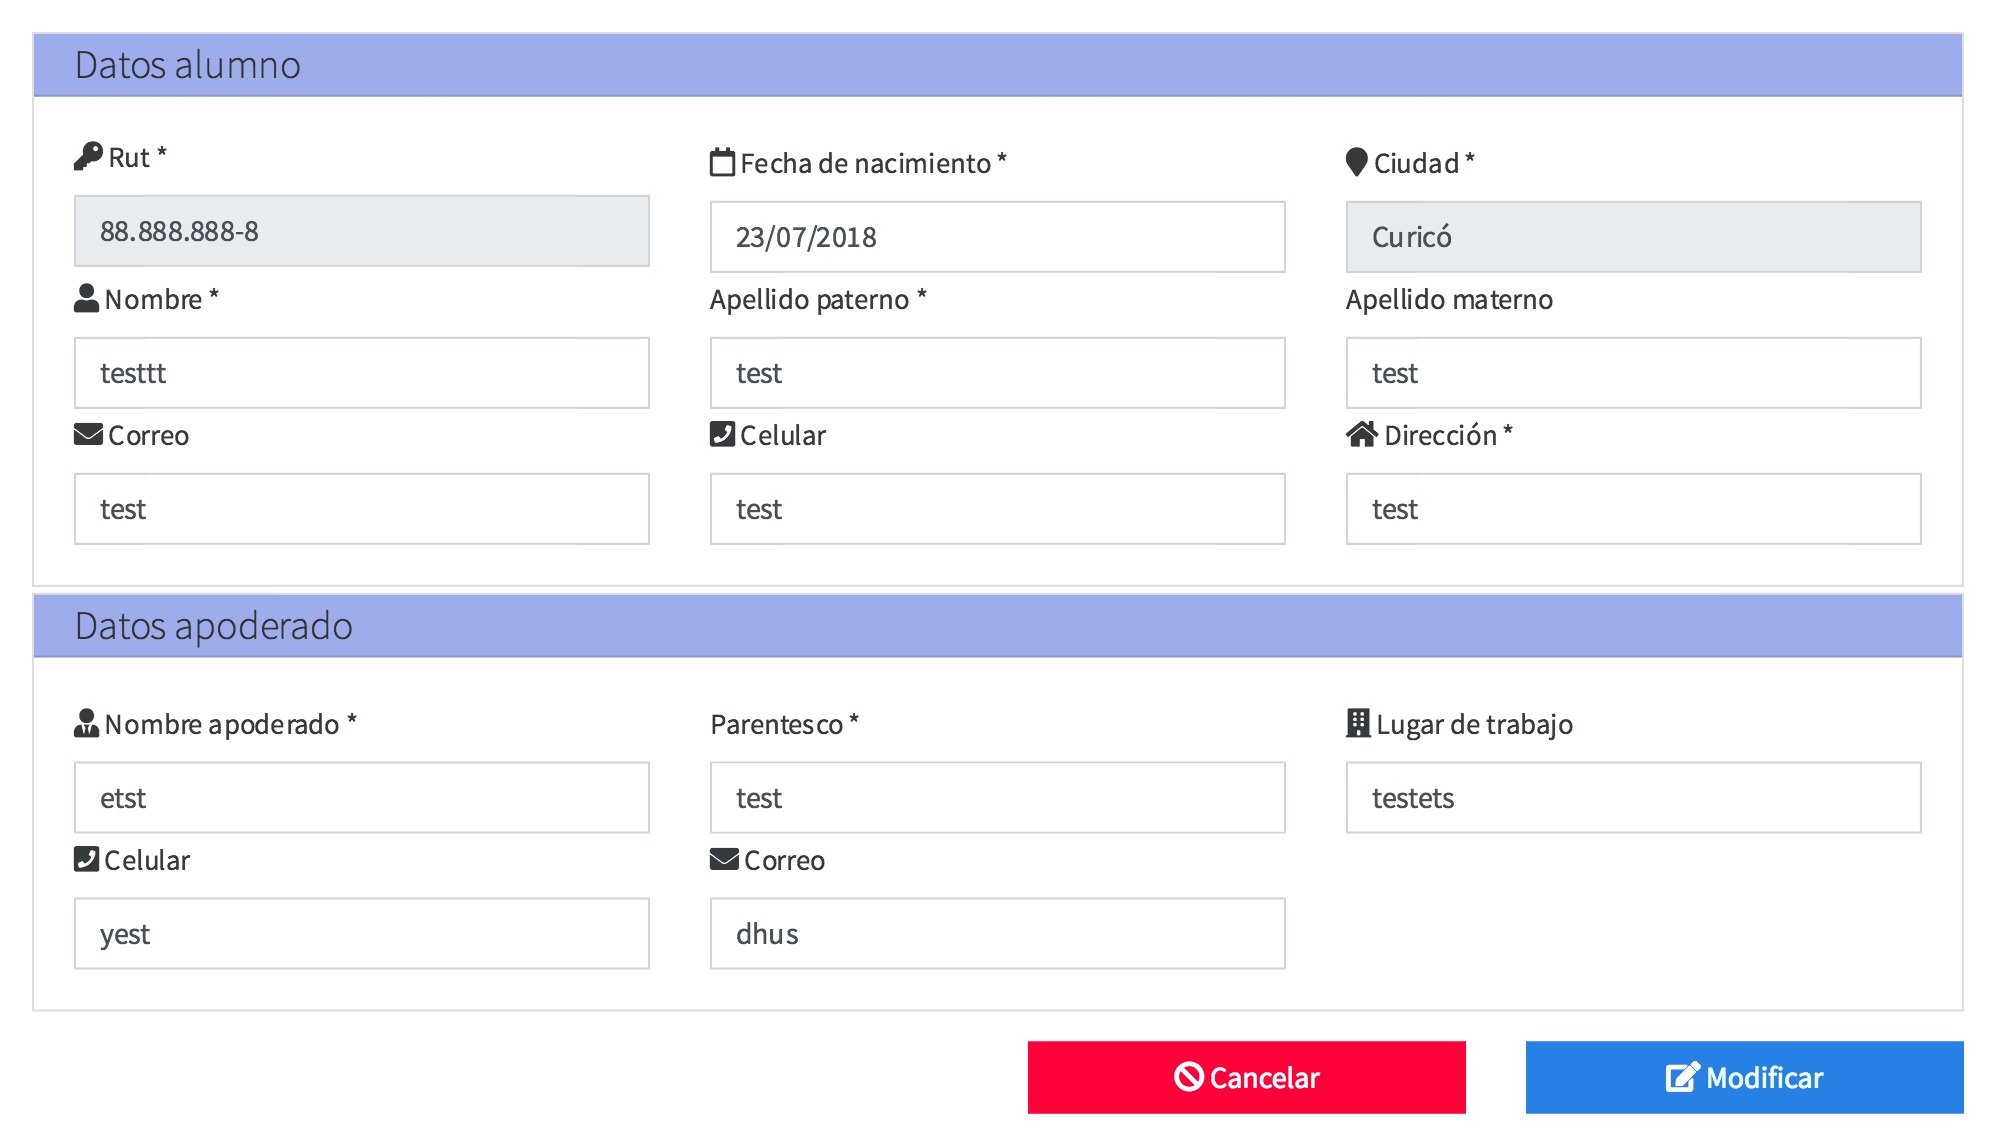 Datos alumno
Rut *
Fecha de nacimiento *
Ciudad *
88.888.888-8
23/07/2018
Curicó
Nombre *
Apellido paterno *
Apellido materno
testtt
test
test
Correo
Celular
Dirección *
test
test
test
Datos apoderado
Nombre apoderado *
Parentesco *
Lugar de trabajo
etst
test
testets
Celular
Correo
yest
dhus
Cancelar
Modificar